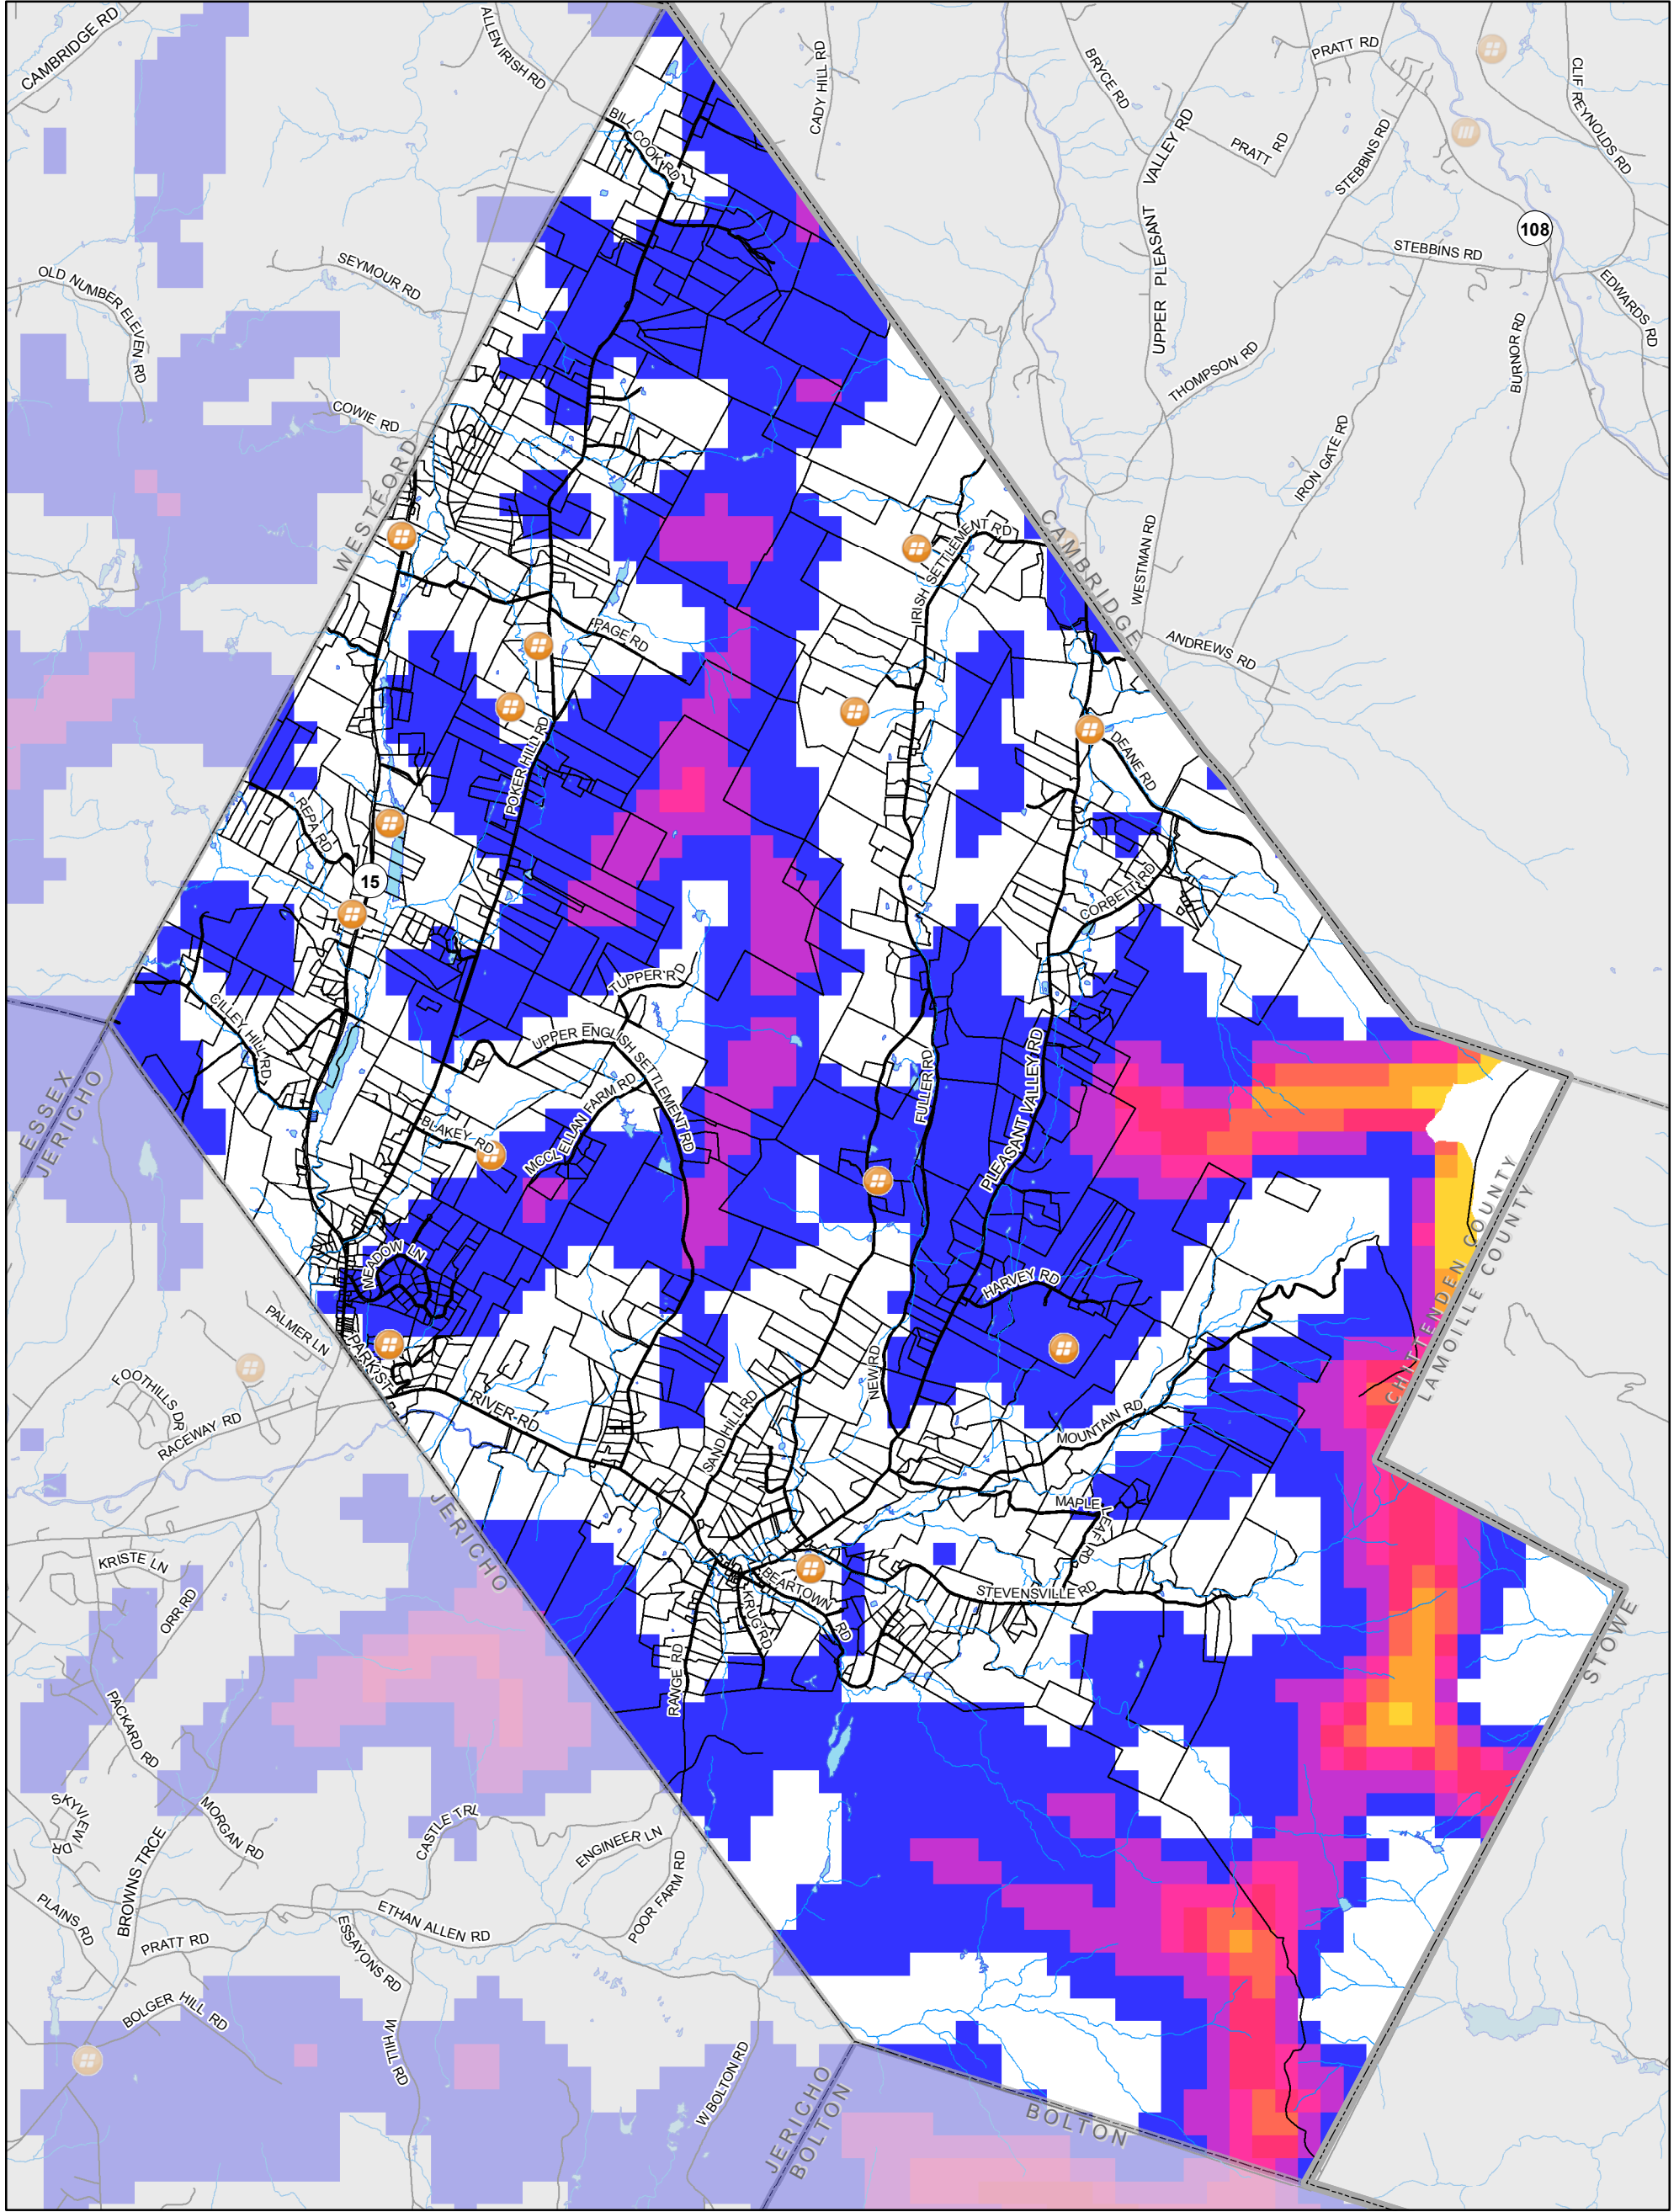 CAMBRIDGE RD
ALLEN IRISH RD
CADY HILL RD
BRYCE RD
PRATT RD
CLIF REYNOLDS RD
BILL COOK RD
UPPER PLEASANT VALLEY RD
PRATT RD
STEBBINS RD
108
STEBBINS RD
EDWARDS RD
OLD NUMBER ELEVEN RD
SEYMOUR RD
BURNOR RD
THOMPSON RD
COWIE RD
IRON GATE RD
WESTFORD
CAMBRIDGE
IRISH SETTLEMENT RD
WESTMAN RD
PAGE RD
ANDREWS RD
POKER HILL RD
DEANE RD
REPA RD
15
CORBETT RD
TUPPER RD
CILLEY HILL RD
UPPER ENGLISH SETTLEMENT RD
FULLER RD
PLEASANT VALLEY RD
ESSEX
JERICHO
BLAKEY RD
MCCLELLAN FARM RD
CHITTENDEN COUNTY
LAMOILLE COUNTY
MEADOW LN
HARVEY RD
PALMER LN
PARK ST
NEW RD
FOOTHILLS DR
RACEWAY RD
RIVER RD
SAND HILL RD
MOUNTAIN RD
JERICHO
MAPLE LEAF RD
KRISTE LN
ORR RD
BEARTOWN RD
KRUG RD
STEVENSVILLE RD
STOWE
RANGE RD
PACKARD RD
SKYVIEW DR
MORGAN RD
CASTLE TRL
ENGINEER LN
BROWNS TRCE
POOR FARM RD
PLAINS RD
PRATT RD
ESSAYONS RD
ETHAN ALLEN RD
BOLGER HILL RD
W HILL RD
W BOLTON RD
JERICHO
BOLTON
BOLTON